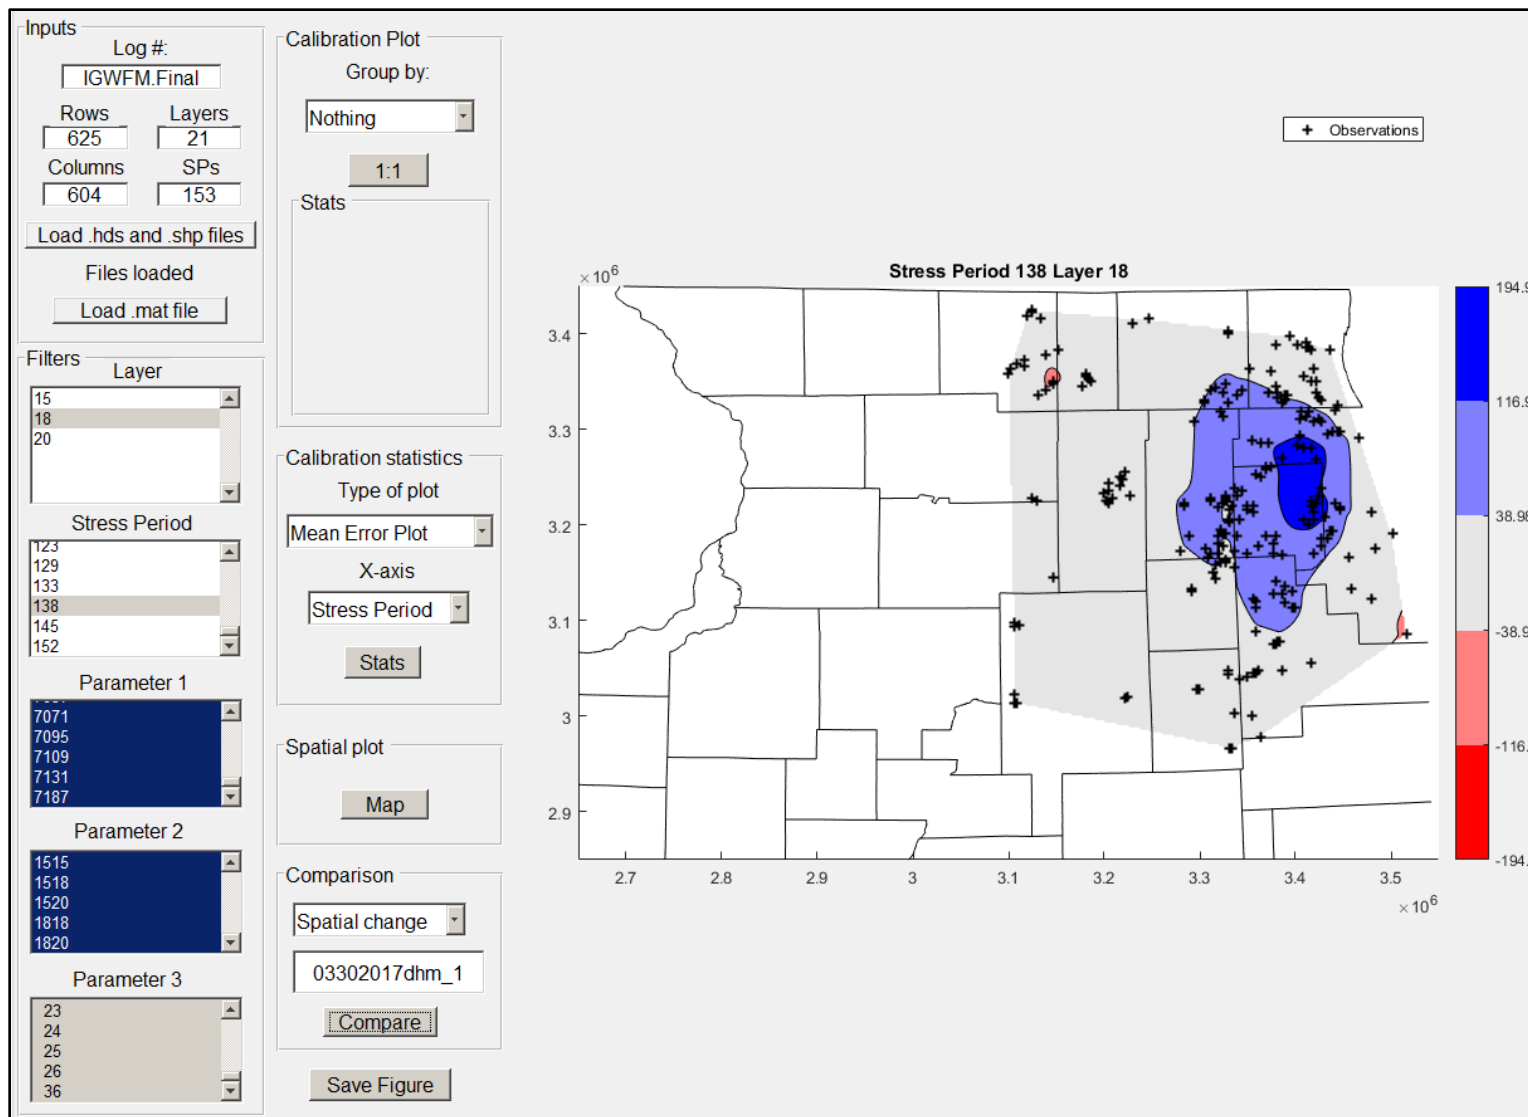 Inputs
Log #:
IGWFM.Final
Rows
Layers
625
21
Columns
SPs
604
153
Load .hds and .shp files
Files loaded
Load .mat file
Filters
Layer
15
18
20
Stress Period
123
129
133
138
145
152
Parameter 1
7071
7095
7109
7131
7187
Parameter 2
1515
1518
1520
1818
1820
Parameter 3
23
24
25
26
36
Calibration Plot
Group by:
Nothing
1:1
Stats
Calibration statistics
Type of plot
Mean Error Plot
X-axis
Stress Period
Stats
Spatial plot
Map
Comparison
Spatial change
03302017dhm_1
Compare
Save Figure
+ Observations
Stress Period 138 Layer 18
× 10^6
3.4
3.3
3.2
3.1
3
2.9
2.7 2.8 2.9 3 3.1 3.2 3.3 3.4 3.5
× 10^6
194.9
116.9
38.98
-38.9
-116.
-194.